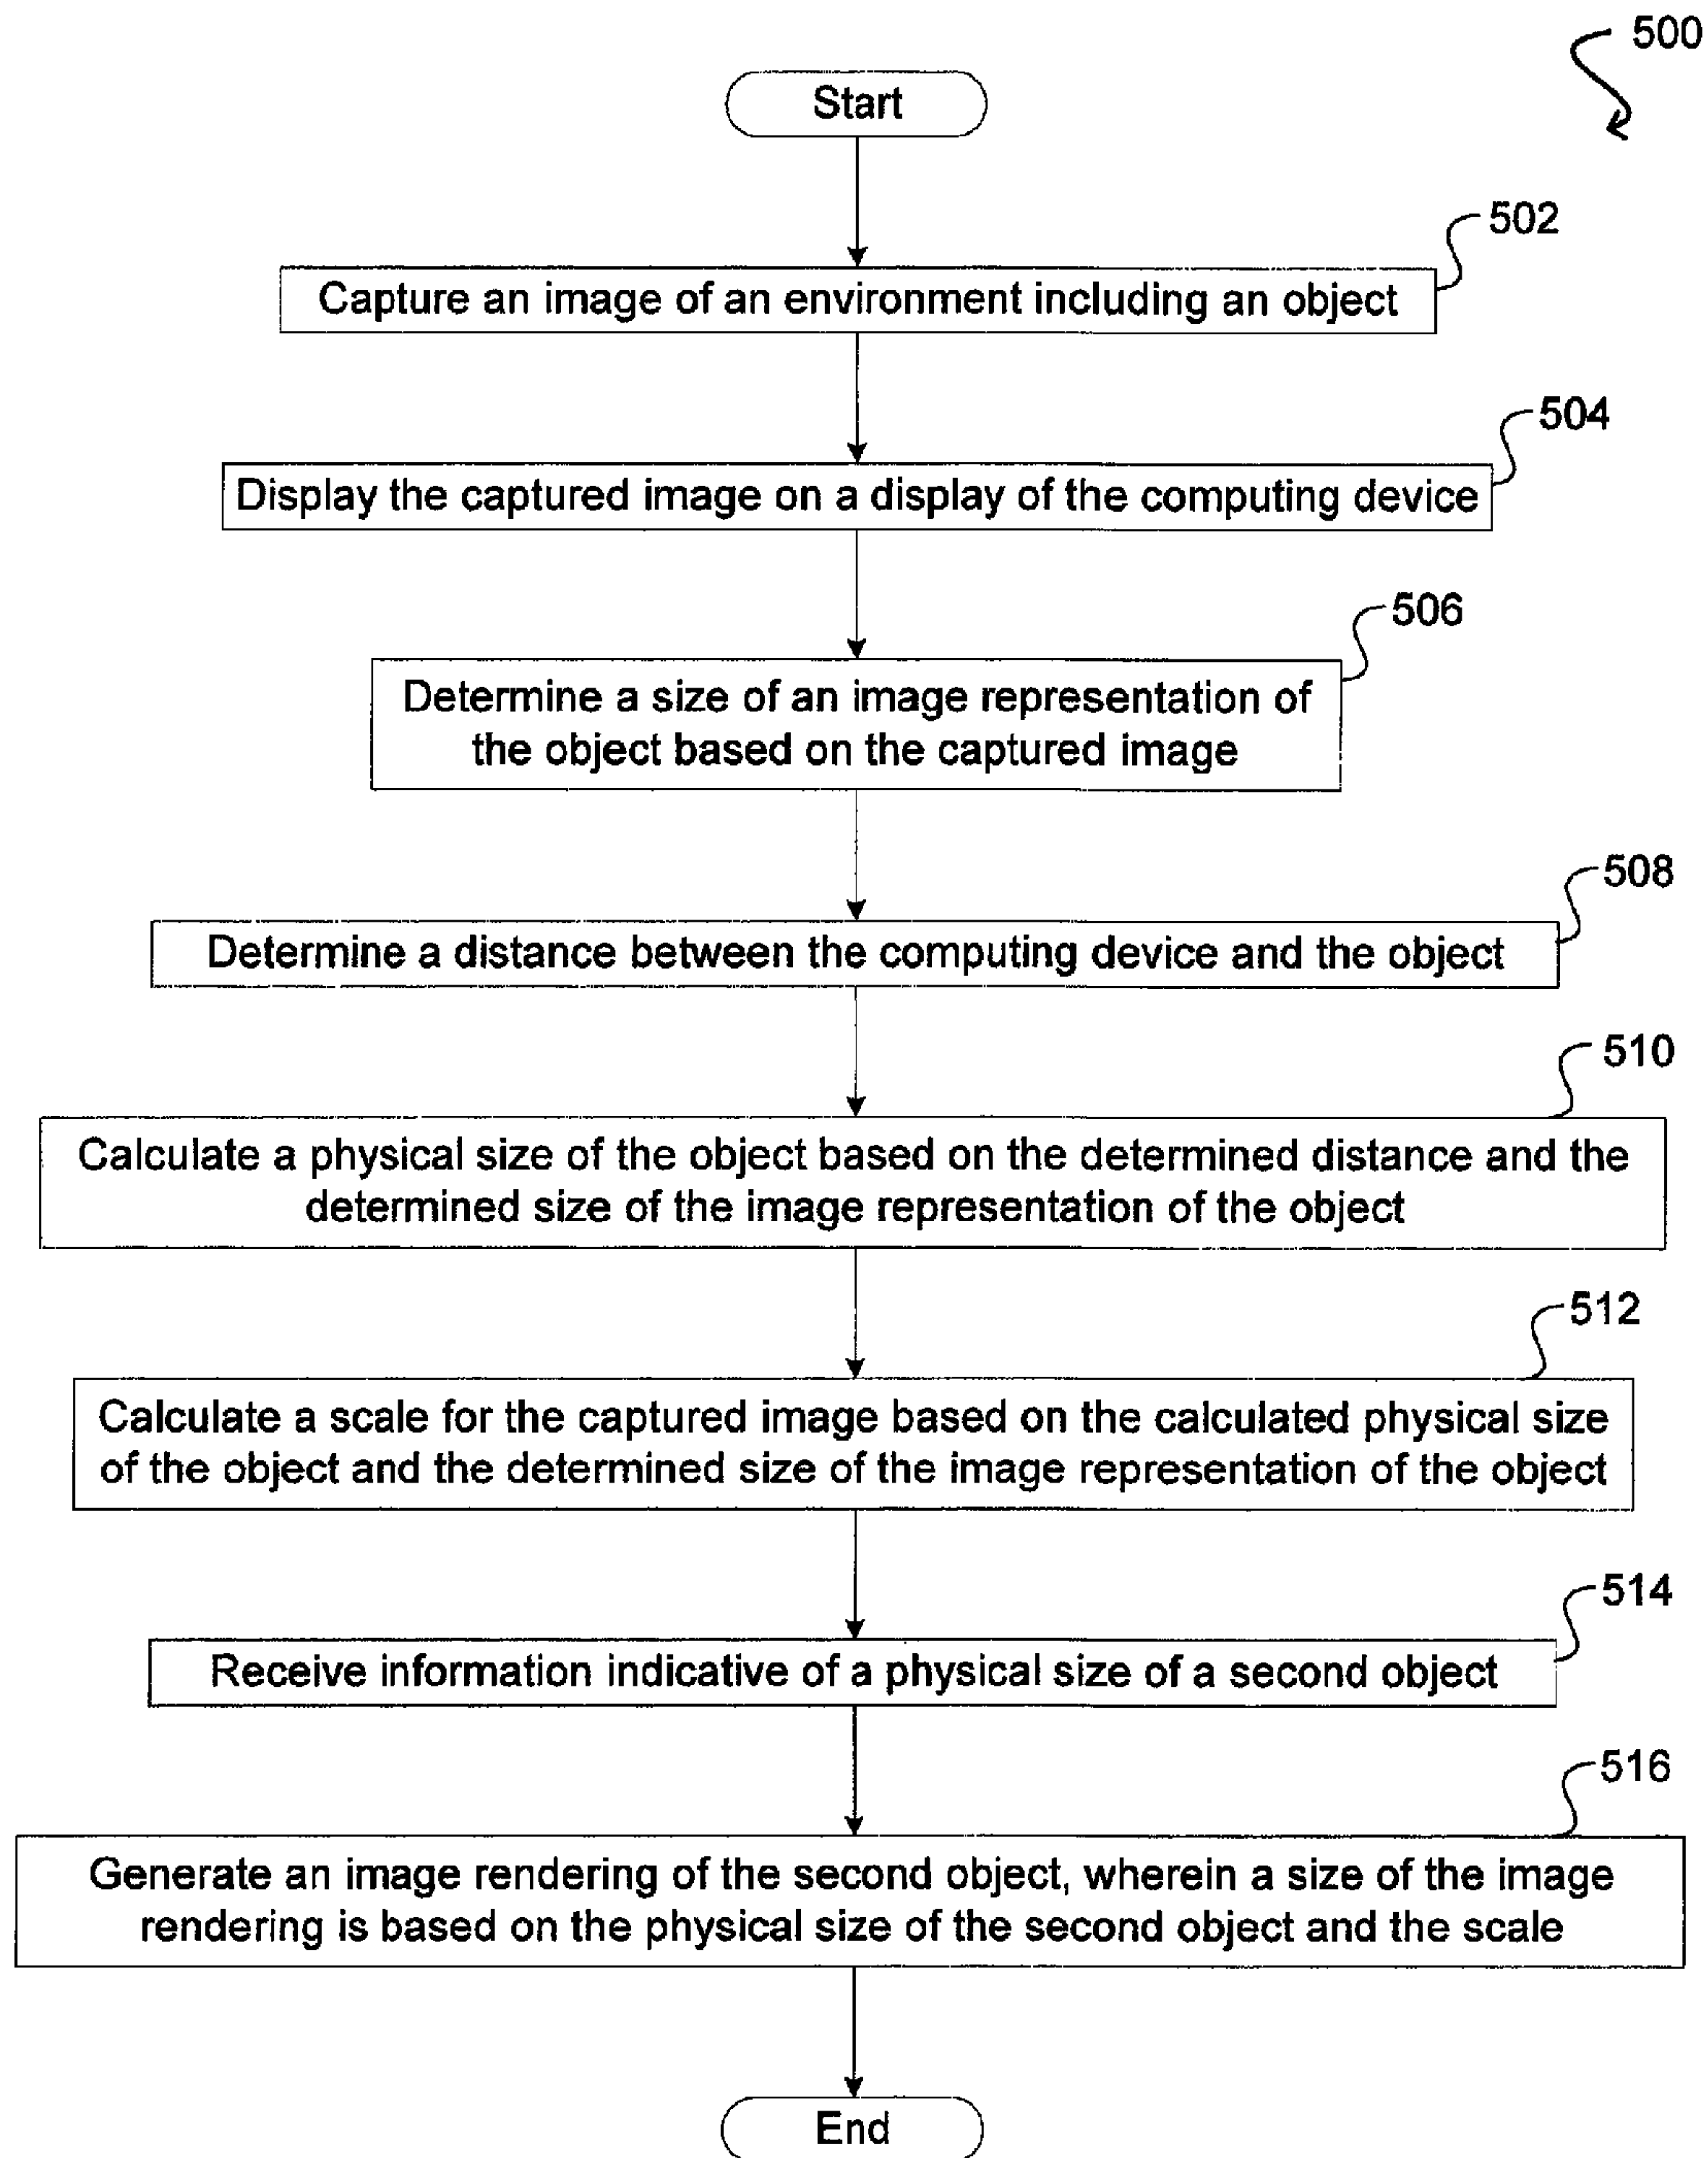 500
Start
502
Capture an image of an environment including an object
504
Display the captured image on a display of the computing device
506
Determine a size of an image representation of
the object based on the captured image
508
Determine a distance between the computing device and the object
510
Calculate a physical size of the object based on the determined distance and the
determined size of the image representation of the object
512
Calculate a scale for the captured image based on the calculated physical size
of the object and the determined size of the image representation of the object
514
Receive information indicative of a physical size of a second object
516
Generate an image rendering of the second object, wherein a size of the image
rendering is based on the physical size of the second object and the scale
End